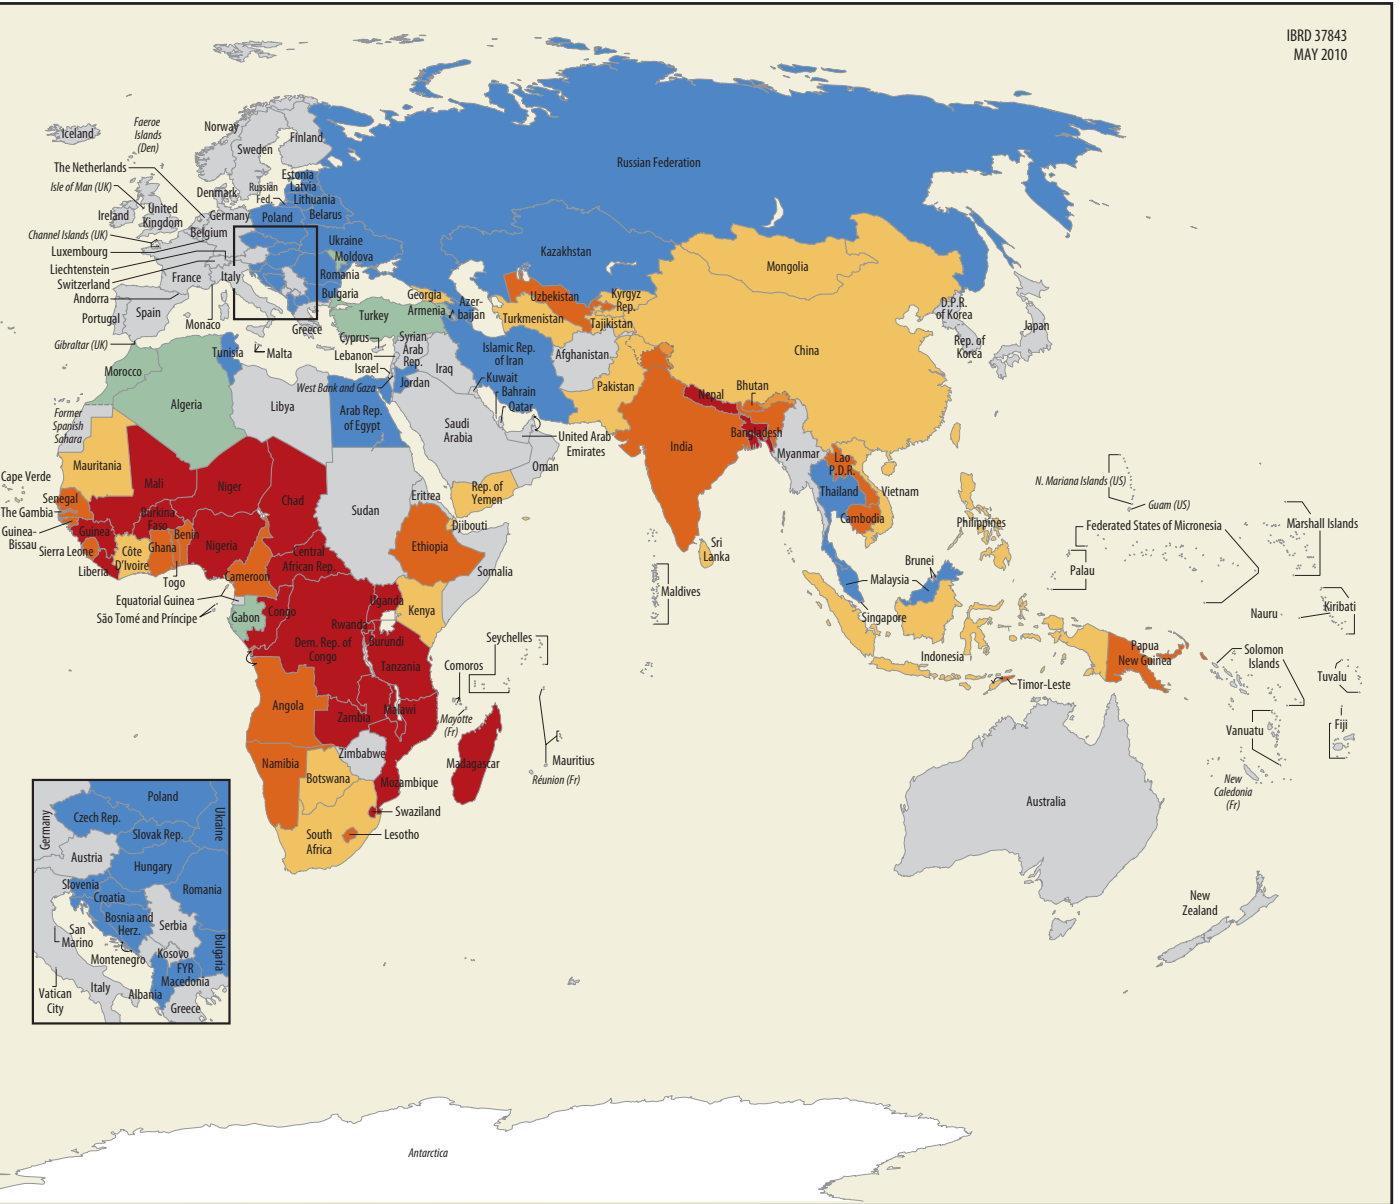 IBRD 37843
MAY 2010
Iceland
Faeroe
Islands
(Den)
Norway
Sweden
Finland
Russian Federation
The Netherlands
Isle of Man (UK)
Estonia
Latvia
Lithuania
Russian
Fed.
Denmark
Ireland
United
Kingdom
Germany
Poland
Belarus
Channel Islands (UK)
Belgium
Luxembourg
Ukraine
Moldova
Liechtenstein
Switzerland
France
Italy
Romania
Andorra
Bulgaria
Portugal
Spain
Monaco
Greece
Gibraltar (UK)
Malta
Kazakhstan
Mongolia
Georgia
Armenia
Azer-
baijan
Uzbekistan
Kyrgyz
Rep.
Turkmenistan
Tajikistan
Turkey
Cyprus
Syrian
Arab
Rep.
Lebanon
Israel
West Bank and Gaza
Jordan
Iraq
Islamic Rep.
of Iran
Afghanistan
Kuwait
Bahrain
Qatar
Pakistan
China
D.P.R.
of Korea
Rep. of
Korea
Japan
Morocco
Tunisia
Algeria
Libya
Arab Rep.
of Egypt
Saudi
Arabia
United Arab
Emirates
Oman
Nepal
Bhutan
India
Bangladesh
Myanmar
Lao
P.D.R.
Thailand
Vietnam
Cambodia
Former
Spanish
Sahara
Mauritania
Mali
Niger
Chad
Sudan
Eritrea
Rep. of
Yemen
Djibouti
Cape Verde
Senegal
The Gambia
Guinea-
Bissau
Guinea
Sierra Leone
Liberia
Côte
D'Ivoire
Burkina
Faso
Ghana
Benin
Togo
Nigeria
Cameroon
Central
African Rep.
Ethiopia
Somalia
Equatorial Guinea
São Tomé and Príncipe
Gabon
Congo
Dem. Rep. of
Congo
Uganda
Kenya
Rwanda
Burundi
Tanzania
Sri
Lanka
Maldives
Philippines
Brunei
Malaysia
Singapore
Indonesia
Timor-Leste
Papua
New Guinea
N. Mariana Islands (US)
Guam (US)
Federated States of Micronesia
Marshall Islands
Palau
Nauru
Kiribati
Solomon
Islands
Tuvalu
Vanuatu
Fiji
New
Caledonia
(Fr)
Seychelles
Comoros
Mayotte
(Fr)
Angola
Zambia
Malawi
Zimbabwe
Mozambique
Madagascar
Mauritius
Réunion (Fr)
Namibia
Botswana
Swaziland
Lesotho
South
Africa
Australia
New
Zealand
Poland
Germany
Czech Rep.
Ukraine
Slovak Rep.
Austria
Hungary
Slovenia
Croatia
Romania
Bosnia and
Herz.
Serbia
San
Marino
Montenegro
Kosovo
Bulgaria
FYR
Macedonia
Vatican
City
Italy
Albania
Greece
Antarctica